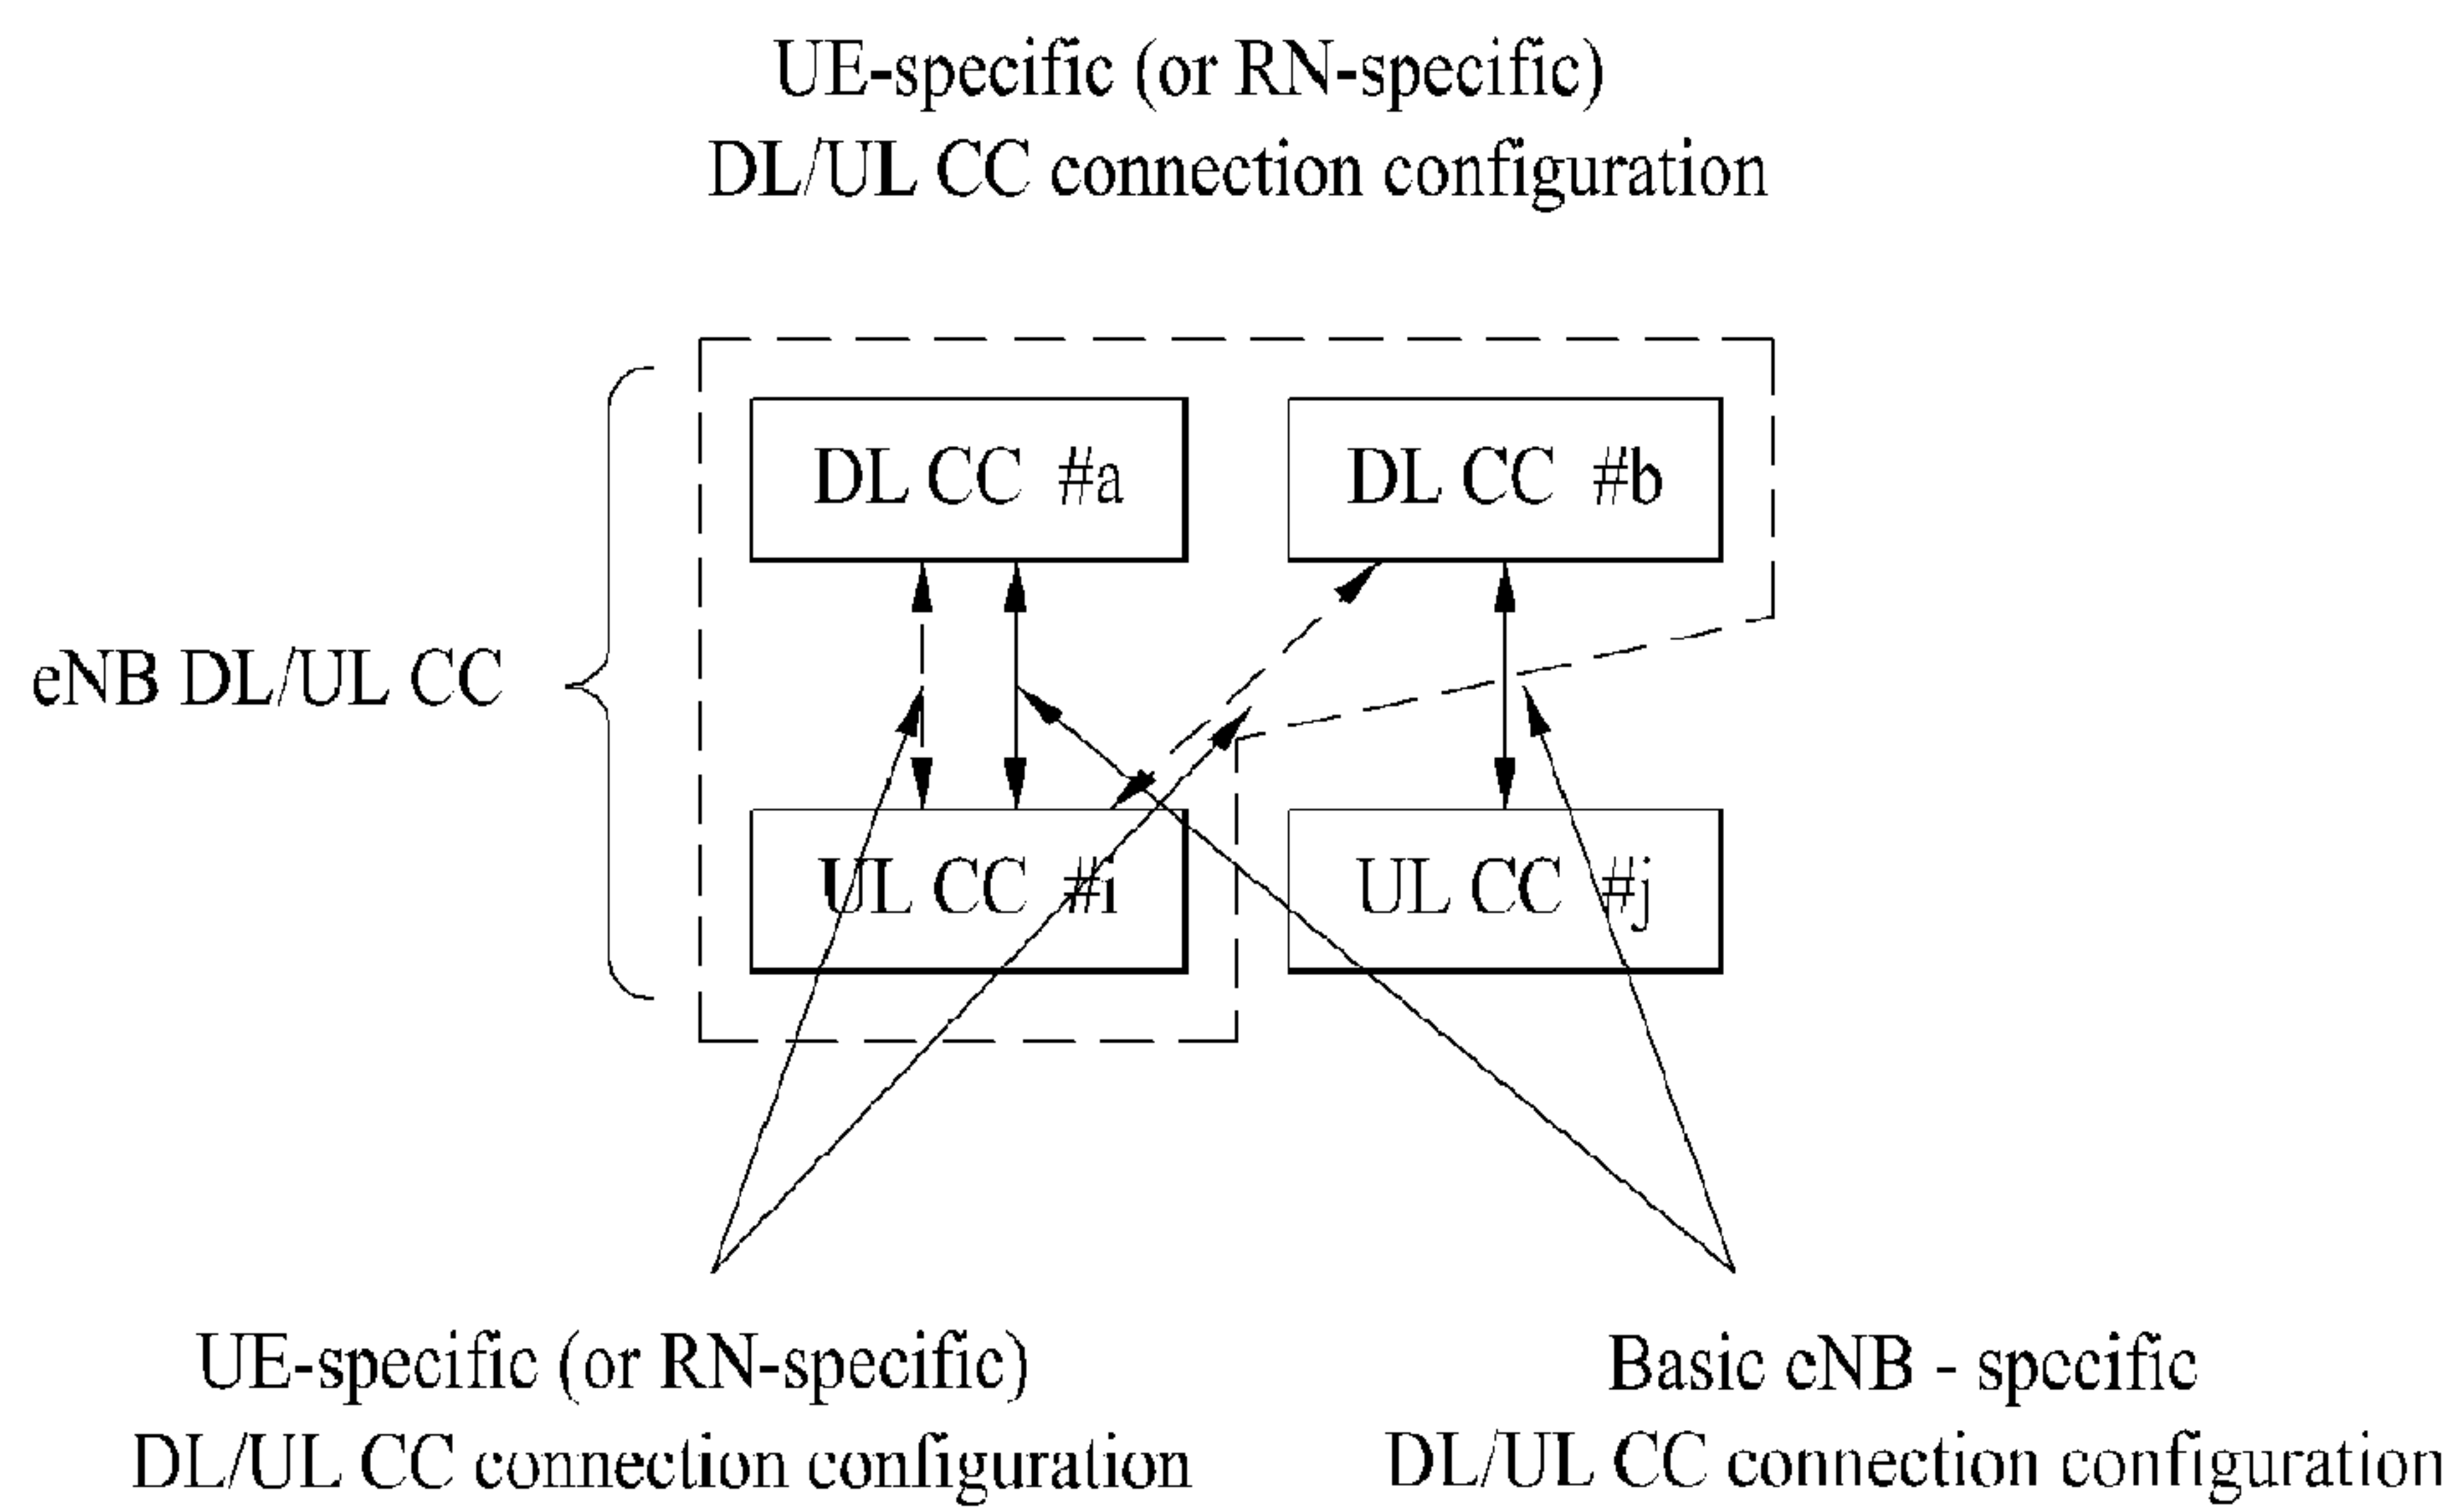 UE-specific (or RN-specific)
DL/UL CC connection configuration
DL CC #a
DL CC #b
eNB DL/UL CC
UL CC #i
UL CC #j
UE-specific (or RN-specific)
DL/UL CC connection configuration
Basic eNB - specific
DL/UL CC connection configuration